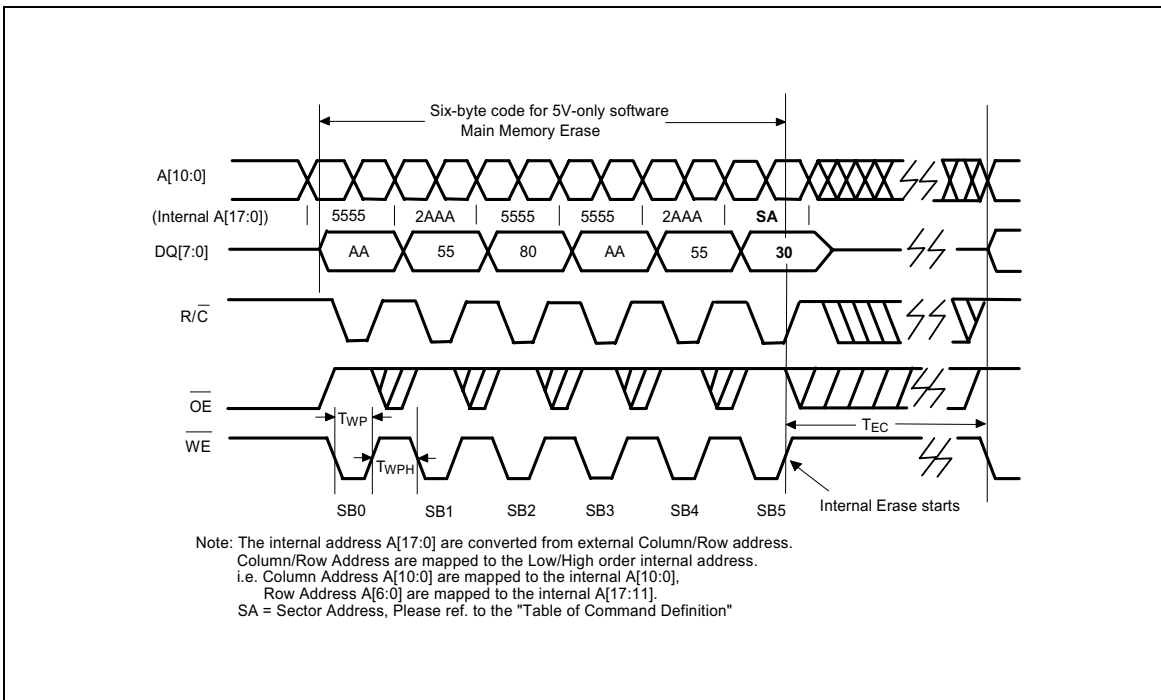 Six-byte code for 5V-only software
Main Memory Erase
A[10:0]
(Internal A[17:0])
5555 2AAA 5555 5555 2AAA SA
DQ[7:0]
AA 55 80 AA 55 30
R/C̅
O̅E̅
TWP
TEC
W̅E̅
TWPH
SB0 SB1 SB2 SB3 SB4 SB5
Internal Erase starts
Note: The internal address A[17:0] are converted from external Column/Row address.
Column/Row Address are mapped to the Low/High order internal address.
i.e. Column Address A[10:0] are mapped to the internal A[10:0],
Row Address A[6:0] are mapped to the internal A[17:11].
SA = Sector Address, Please ref. to the "Table of Command Definition"